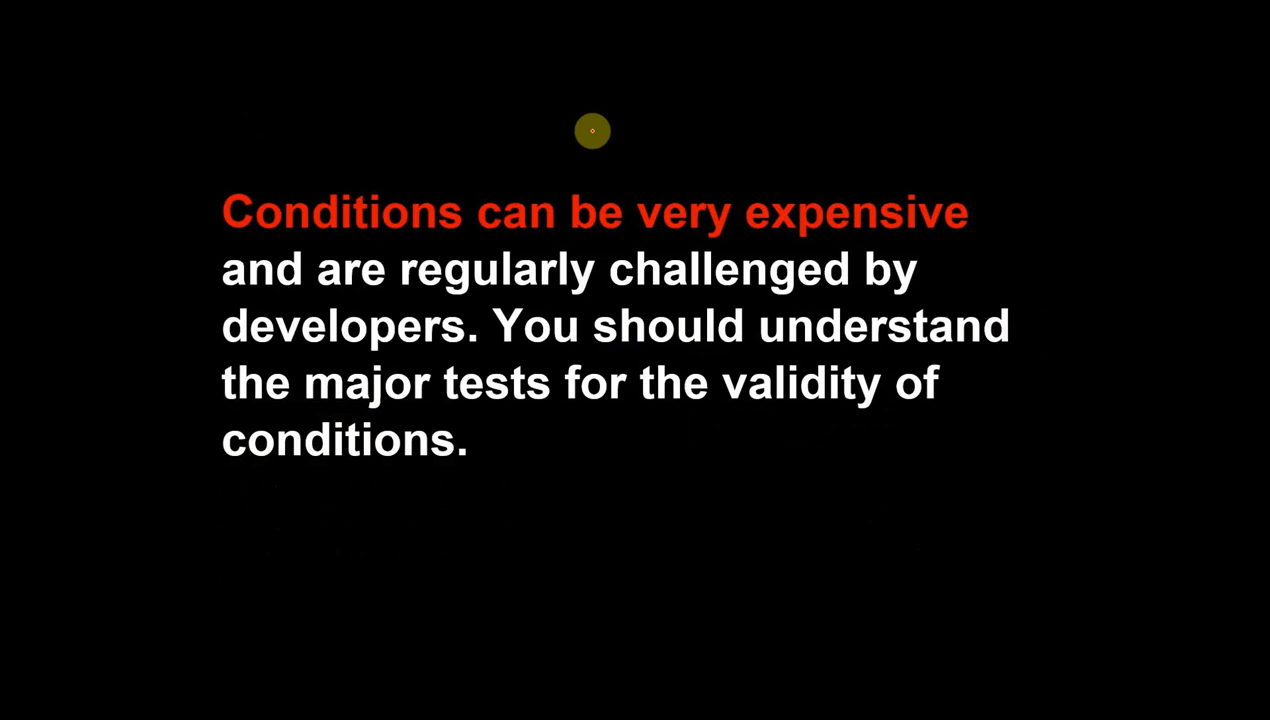 Conditions can be very expensive
and are regularly challenged by
developers. You should understand
the major tests for the validity of
conditions.